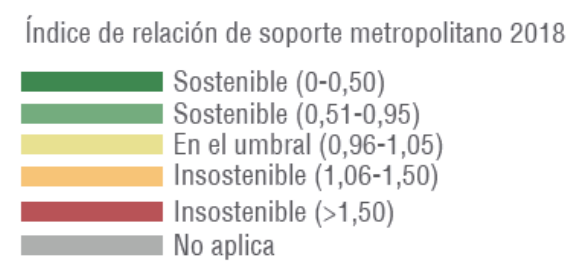 Índice de relación de soporte metropolitano 2018
Sostenible (0-0,50)
Sostenible (0,51-0,95)
En el umbral (0,96-1,05)
Insostenible (1,06-1,50)
Insostenible (>1,50)
No aplica